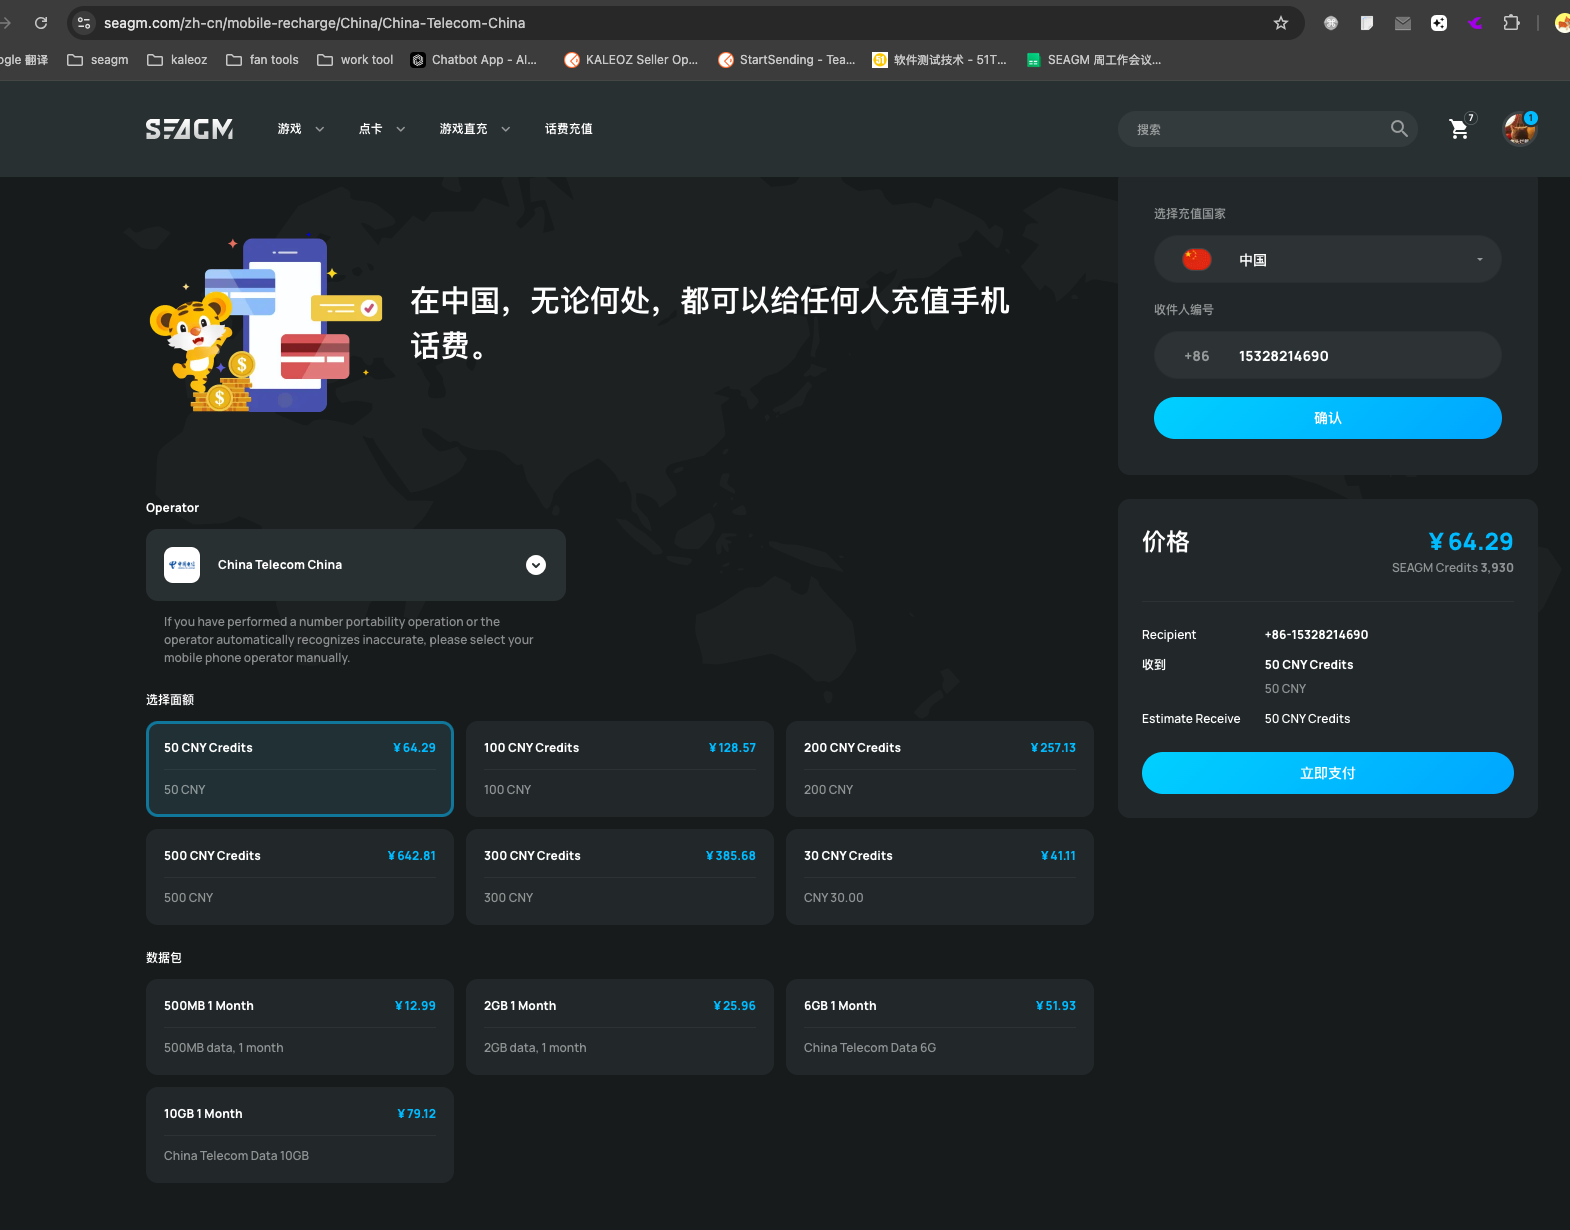 seagm.com/zh-cn/mobile-recharge/China/China-Telecom-China
ogle 翻译
seagm
kaleoz
fan tools
work tool
Chatbot App - AI...
KALEOZ Seller Op...
StartSending - Tea...
51
软件测试技术 - 51T...
SEAGM 周工作会议...
SEAGM
游戏
点卡
游戏直充
话费充值
搜索
7
1
在中国，无论何处，都可以给任何人充值手机
话费。
选择充值国家
中国
收件人编号
+86
15328214690
确认
Operator
中国电信
China Telecom China
If you have performed a number portability operation or the
operator automatically recognizes inaccurate, please select your
mobile phone operator manually.
选择面额
50 CNY Credits
¥ 64.29
50 CNY
100 CNY Credits
¥ 128.57
100 CNY
200 CNY Credits
¥ 257.13
200 CNY
500 CNY Credits
¥ 642.81
500 CNY
300 CNY Credits
¥ 385.68
300 CNY
30 CNY Credits
¥ 41.11
CNY 30.00
数据包
500MB 1 Month
¥ 12.99
500MB data, 1 month
2GB 1 Month
¥ 25.96
2GB data, 1 month
6GB 1 Month
¥ 51.93
China Telecom Data 6G
10GB 1 Month
¥ 79.12
China Telecom Data 10GB
价格
¥ 64.29
SEAGM Credits 3,930
Recipient
+86-15328214690
收到
50 CNY Credits
50 CNY
Estimate Receive
50 CNY Credits
立即支付